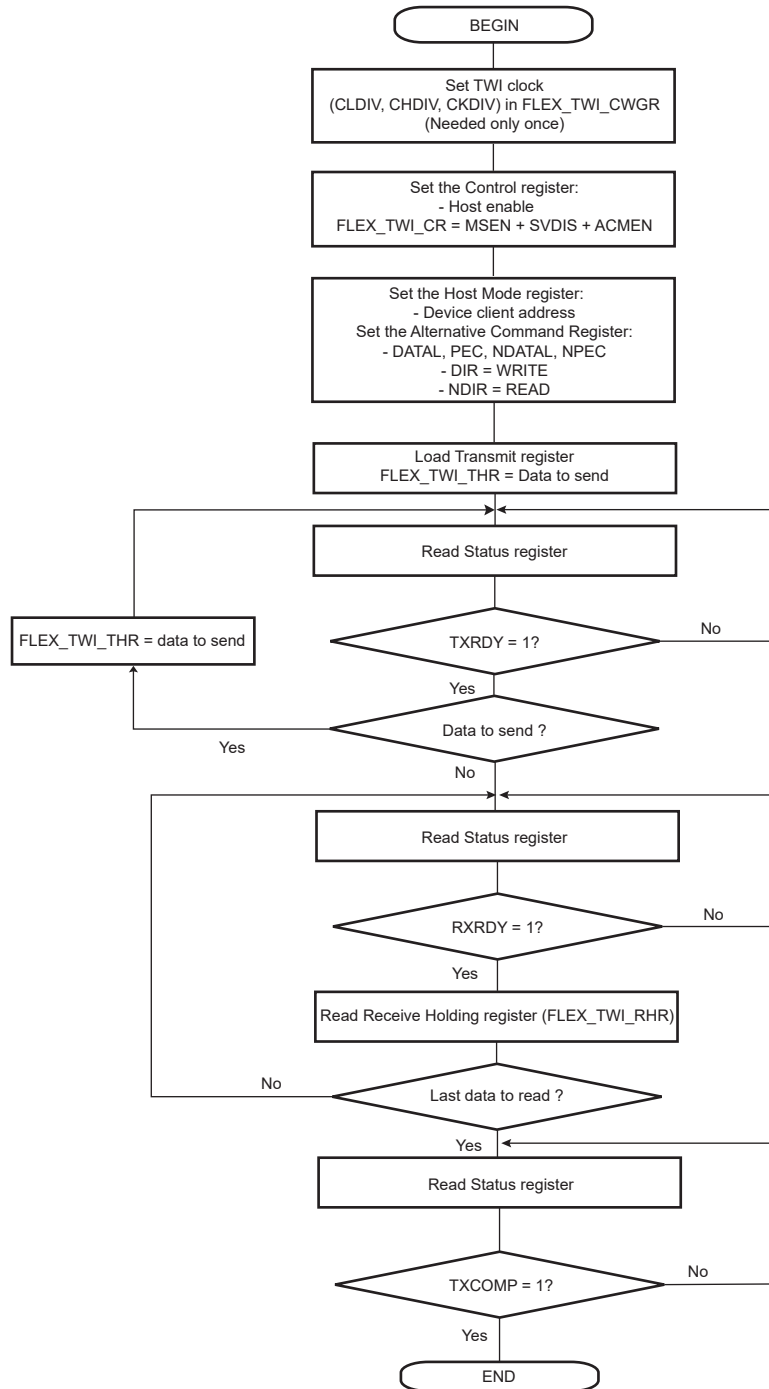 BEGIN
Set TWI clock
(CLDIV, CHDIV, CKDIV) in FLEX_TWI_CWGR
(Needed only once)
Set the Control register:
- Host enable
FLEX_TWI_CR = MSEN + SVDIS + ACMEN
Set the Host Mode register:
- Device client address
Set the Alternative Command Register:
- DATAL, PEC, NDATAL, NPEC
- DIR = WRITE
- NDIR = READ
Load Transmit register
FLEX_TWI_THR = Data to send
Read Status register
FLEX_TWI_THR = data to send
TXRDY = 1?
No
Yes
Data to send ?
Yes
No
Read Status register
RXRDY = 1?
No
Yes
Read Receive Holding register (FLEX_TWI_RHR)
No
Last data to read ?
Yes
Read Status register
TXCOMP = 1?
No
Yes
END